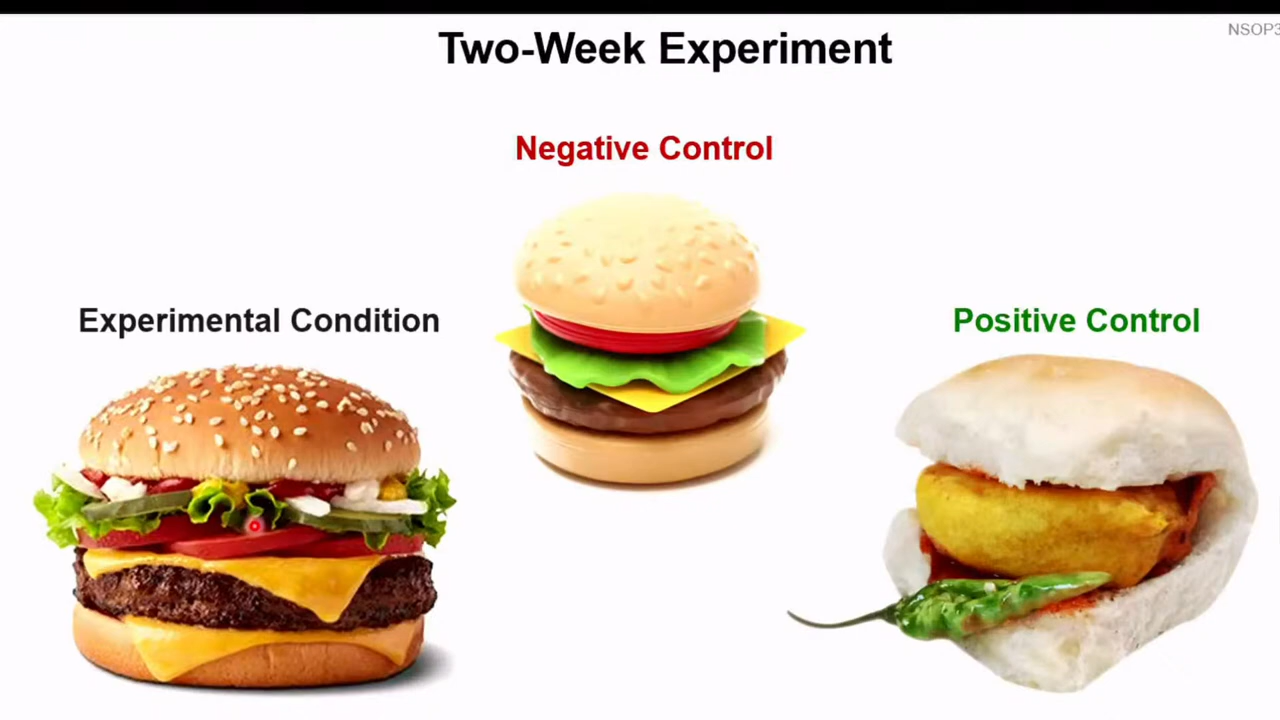 NSOP3
Two-Week Experiment
Negative Control
Experimental Condition
Positive Control